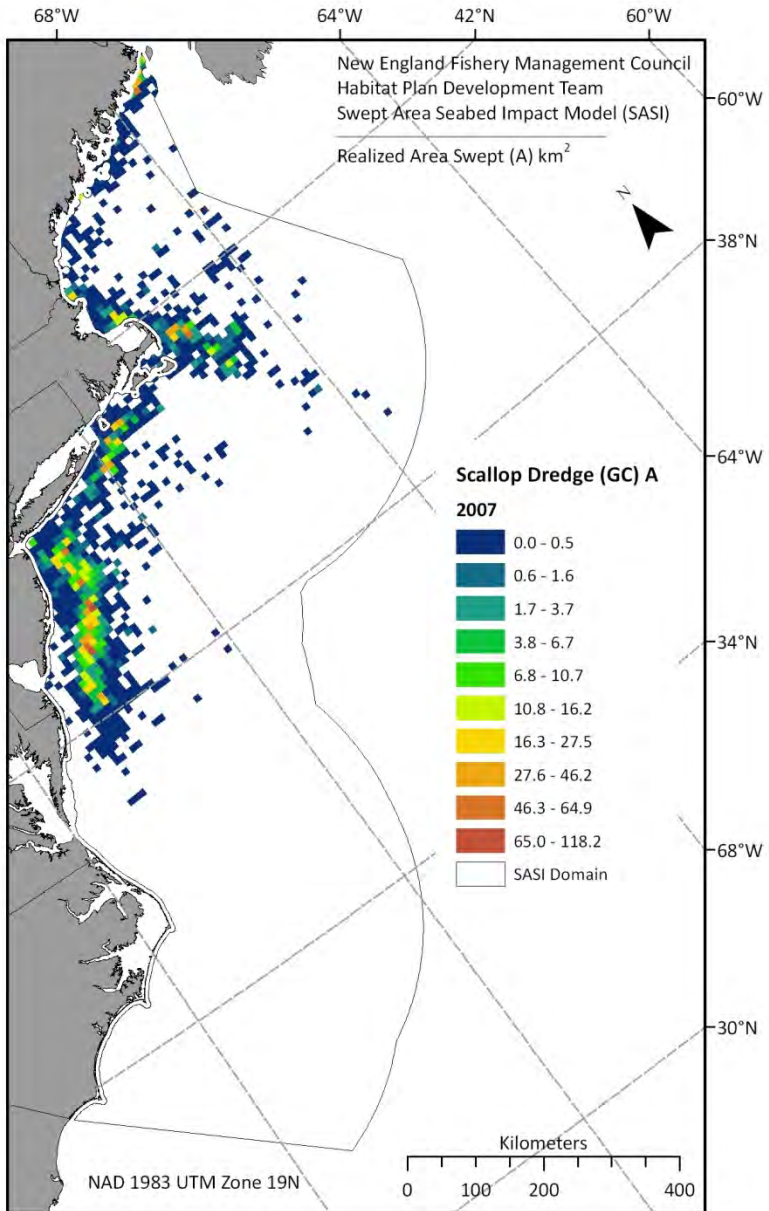 68°W
64°W
42°N
60°W
New England Fishery Management Council
Habitat Plan Development Team
Swept Area Seabed Impact Model (SASI)
Realized Area Swept (A) km²
60°W
N
38°N
64°W
Scallop Dredge (GC) A
2007
0.0 - 0.5
0.6 - 1.6
1.7 - 3.7
3.8 - 6.7
6.8 - 10.7
10.8 - 16.2
16.3 - 27.5
27.6 - 46.2
46.3 - 64.9
65.0 - 118.2
SASI Domain
34°N
68°W
30°N
Kilometers
0 100 200 300 400
NAD 1983 UTM Zone 19N